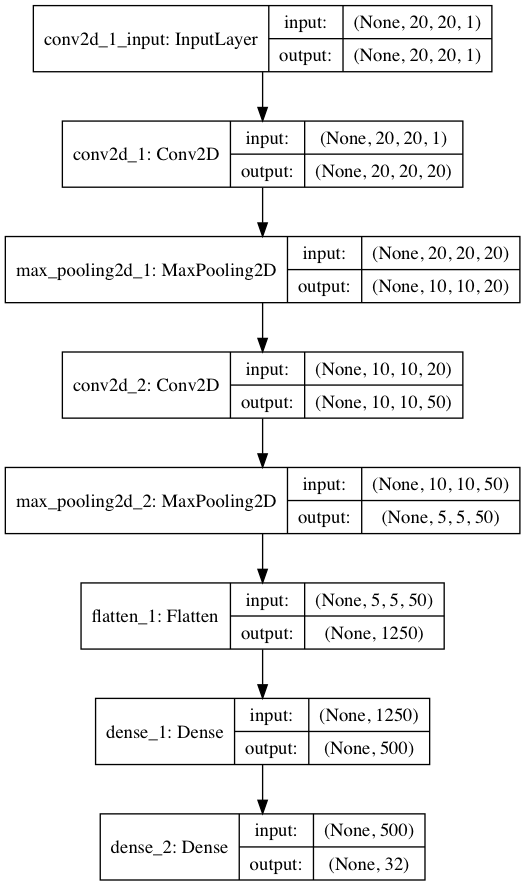 conv2d_1_input: InputLayer
input:
(None, 20, 20, 1)
output:
(None, 20, 20, 1)
conv2d_1: Conv2D
input:
(None, 20, 20, 1)
output:
(None, 20, 20, 20)
max_pooling2d_1: MaxPooling2D
input:
(None, 20, 20, 20)
output:
(None, 10, 10, 20)
conv2d_2: Conv2D
input:
(None, 10, 10, 20)
output:
(None, 10, 10, 50)
max_pooling2d_2: MaxPooling2D
input:
(None, 10, 10, 50)
output:
(None, 5, 5, 50)
flatten_1: Flatten
input:
(None, 5, 5, 50)
output:
(None, 1250)
dense_1: Dense
input:
(None, 1250)
output:
(None, 500)
dense_2: Dense
input:
(None, 500)
output:
(None, 32)